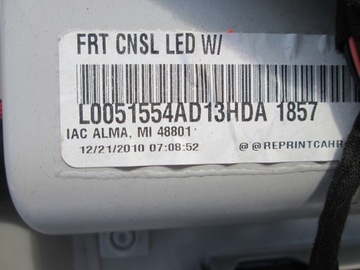 FRT CNSL LED W/
L0051554AD13HDA 1857
IAC ALMA, MI 48801
12/21/2010 07:08:52 @@REPRINTCAHR